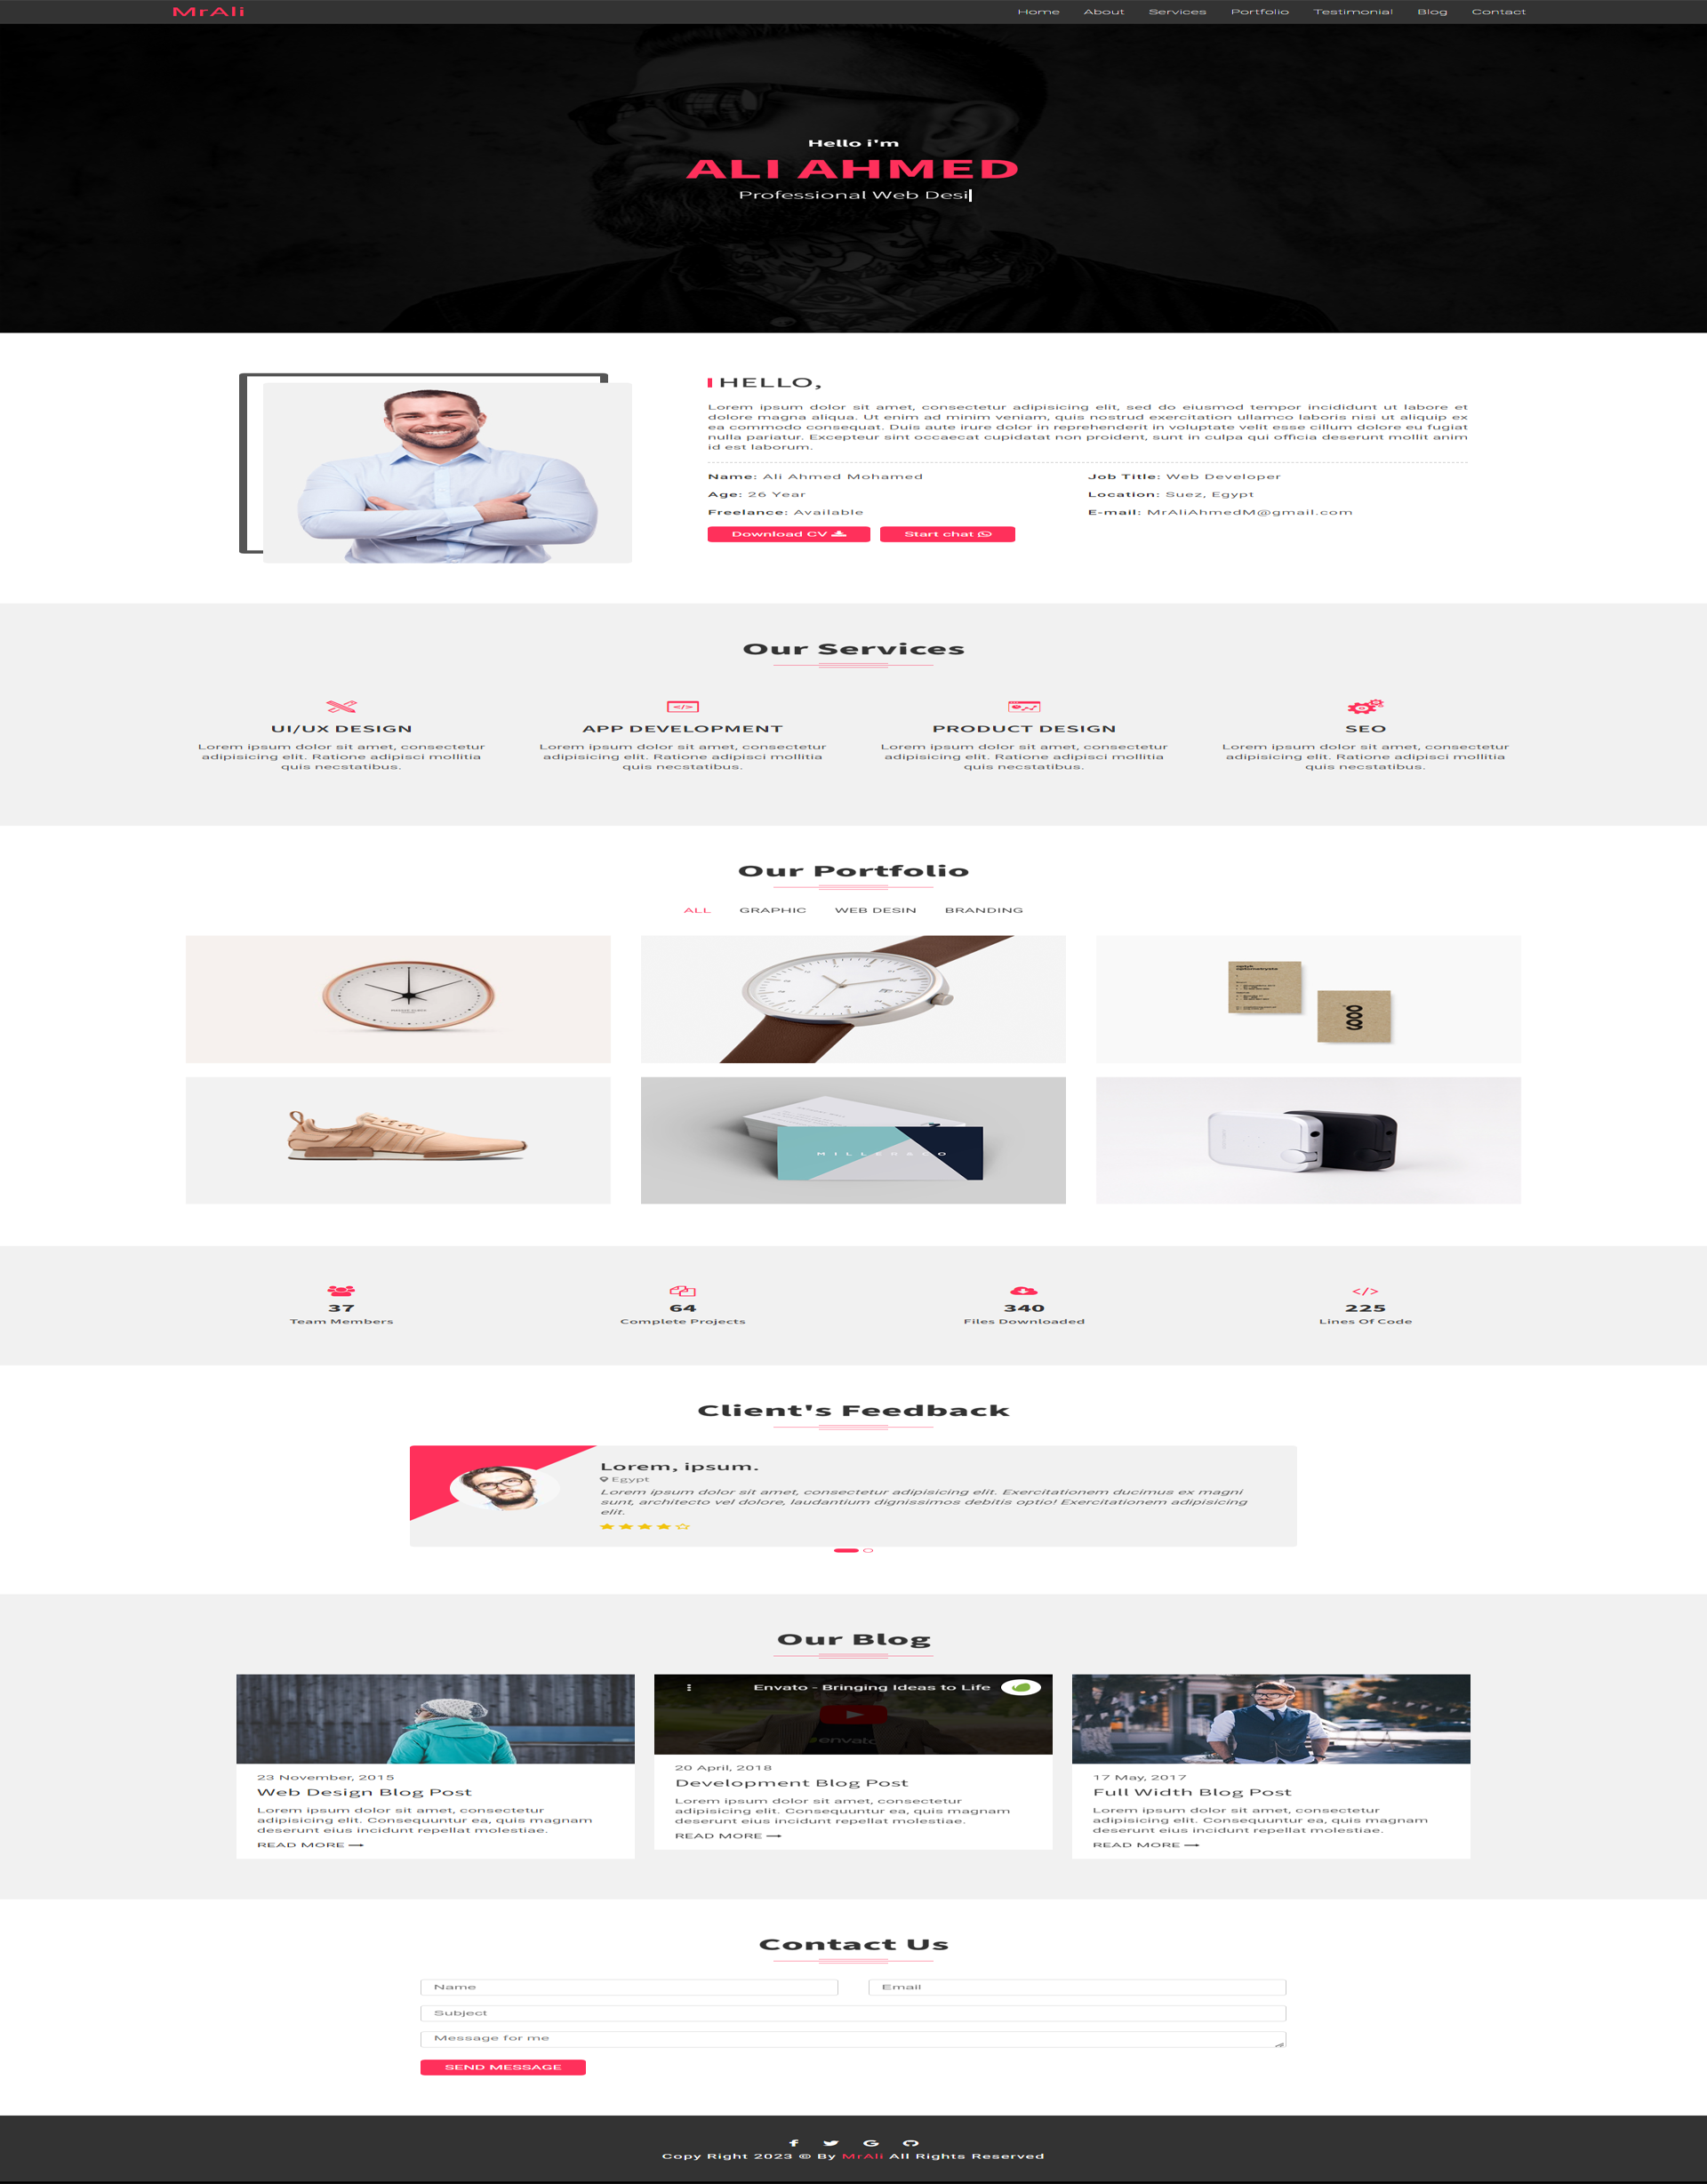 MrAli
Home About Services Portfolio Testimonial Blog Contact
Hello i'm
ALI AHMED
Professional Web Desi
HELLO,
Lorem ipsum dolor sit amet, consectetur adipisicing elit, sed do eiusmod tempor incididunt ut labore et
dolore magna aliqua. Ut enim ad minim veniam, quis nostrud exercitation ullamco laboris nisi ut aliquip ex
ea commodo consequat. Duis aute irure dolor in reprehenderit in voluptate velit esse cillum dolore eu fugiat
nulla pariatur. Excepteur sint occaecat cupidatat non proident, sunt in culpa qui officia deserunt mollit anim
id est laborum.
Name: Ali Ahmed Mohamed
Job Title: Web Developer
Age: 26 Year
Location: Suez, Egypt
Freelance: Available
E-mail: MrAliAhmedM@gmail.com
Download CV
Start chat
Our Services
UI/UX DESIGN
Lorem ipsum dolor sit amet, consectetur
adipisicing elit. Ratione adipisci mollitia
quis necstatibus.
APP DEVELOPMENT
Lorem ipsum dolor sit amet, consectetur
adipisicing elit. Ratione adipisci mollitia
quis necstatibus.
PRODUCT DESIGN
Lorem ipsum dolor sit amet, consectetur
adipisicing elit. Ratione adipisci mollitia
quis necstatibus.
SEO
Lorem ipsum dolor sit amet, consectetur
adipisicing elit. Ratione adipisci mollitia
quis necstatibus.
Our Portfolio
ALL GRAPHIC WEB DESIN BRANDING
37
Team Members
64
Complete Projects
340
Files Downloaded
225
Lines Of Code
Client's Feedback
Lorem, ipsum.
Egypt
Lorem ipsum dolor sit amet, consectetur adipisicing elit. Exercitationem ducimus ex magni
sunt, architecto vel dolore, laudantium dignissimos debitis optio! Exercitationem adipisicing
elit.
Our Blog
23 November, 2015
Web Design Blog Post
Lorem ipsum dolor sit amet, consectetur
adipisicing elit. Consequuntur ea, quis magnam
deserunt eius incidunt repellat molestiae.
READ MORE
Envato - Bringing Ideas to Life
envato
20 April, 2018
Development Blog Post
Lorem ipsum dolor sit amet, consectetur
adipisicing elit. Consequuntur ea, quis magnam
deserunt eius incidunt repellat molestiae.
READ MORE
17 May, 2017
Full Width Blog Post
Lorem ipsum dolor sit amet, consectetur
adipisicing elit. Consequuntur ea, quis magnam
deserunt eius incidunt repellat molestiae.
READ MORE
Contact Us
Name
Email
Subject
Message for me
SEND MESSAGE
Copy Right 2023 © By MrAli All Rights Reserved